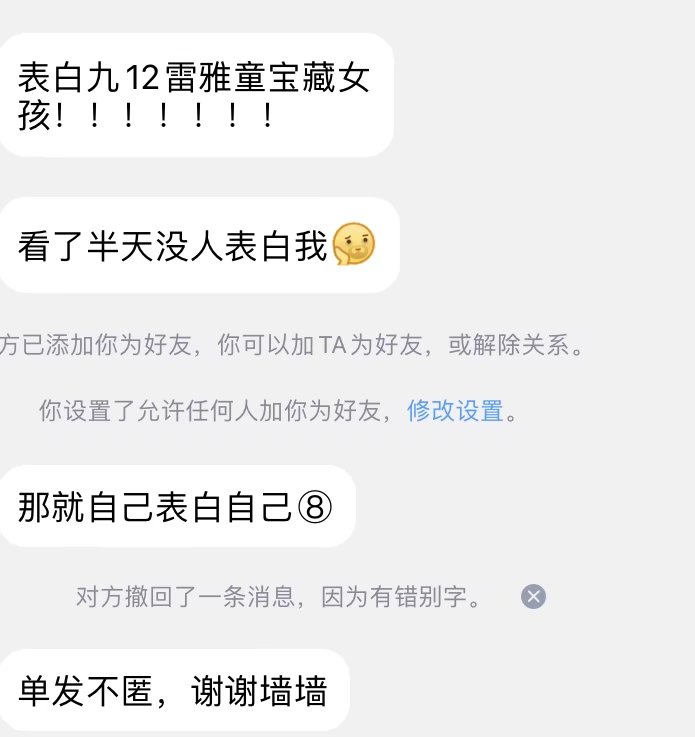 表白九12雷雅童宝藏女
孩！！！！！！！
看了半天没人表白我
方已添加你为好友，你可以加TA为好友，或解除关系。
你设置了允许任何人加你为好友，修改设置。
那就自己表白自己⑧
对方撤回了一条消息，因为有错别字。
单发不匿，谢谢墙墙